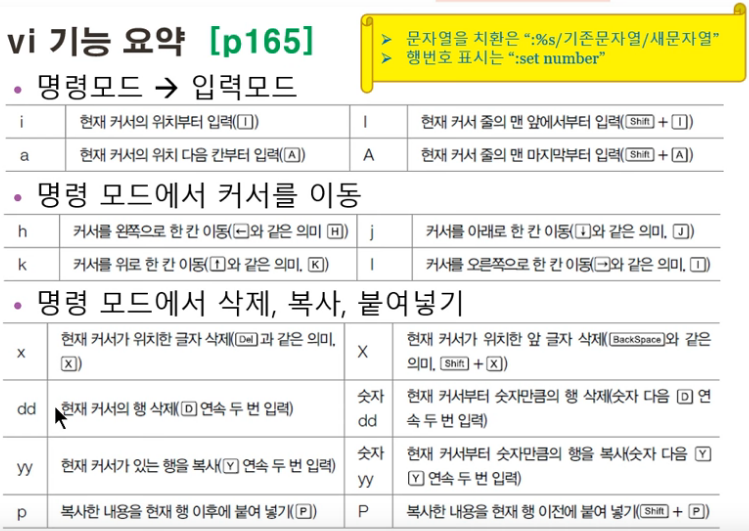 vi 기능 요약 [p165]
➢ 문자열을 치환은 “:%s/기존문자열/새문자열”
➢ 행번호 표시는 “:set number”
• 명령모드 → 입력모드
i 현재 커서의 위치부터 입력(I) I 현재 커서 줄의 맨 앞에서부터 입력(Shift + I)
a 현재 커서의 위치 다음 칸부터 입력(A) A 현재 커서 줄의 맨 마지막부터 입력(Shift + A)
• 명령 모드에서 커서를 이동
h 커서를 왼쪽으로 한 칸 이동(←와 같은 의미 H) j 커서를 아래로 한 칸 이동(↓와 같은 의미, J)
k 커서를 위로 한 칸 이동(↑와 같은 의미, K) l 커서를 오른쪽으로 한 칸 이동(→와 같은 의미, l)
• 명령 모드에서 삭제, 복사, 붙여넣기
x 현재 커서가 위치한 글자 삭제(Del과 같은 의미,
X)
X 현재 커서가 위치한 앞 글자 삭제(BackSpace와 같은
의미, Shift + X)
dd 현재 커서의 행 삭제(D 연속 두 번 입력)
숫자
dd
현재 커서부터 숫자만큼의 행 삭제(숫자 다음 D 연
속 두 번 입력)
yy 현재 커서가 있는 행을 복사(Y 연속 두 번 입력)
숫자
yy
현재 커서부터 숫자만큼의 행을 복사(숫자 다음 Y
Y 연속 두 번 입력)
p 복사한 내용을 현재 행 이후에 붙여 넣기(P) P 복사한 내용을 현재 행 이전에 붙여 넣기(Shift + P)